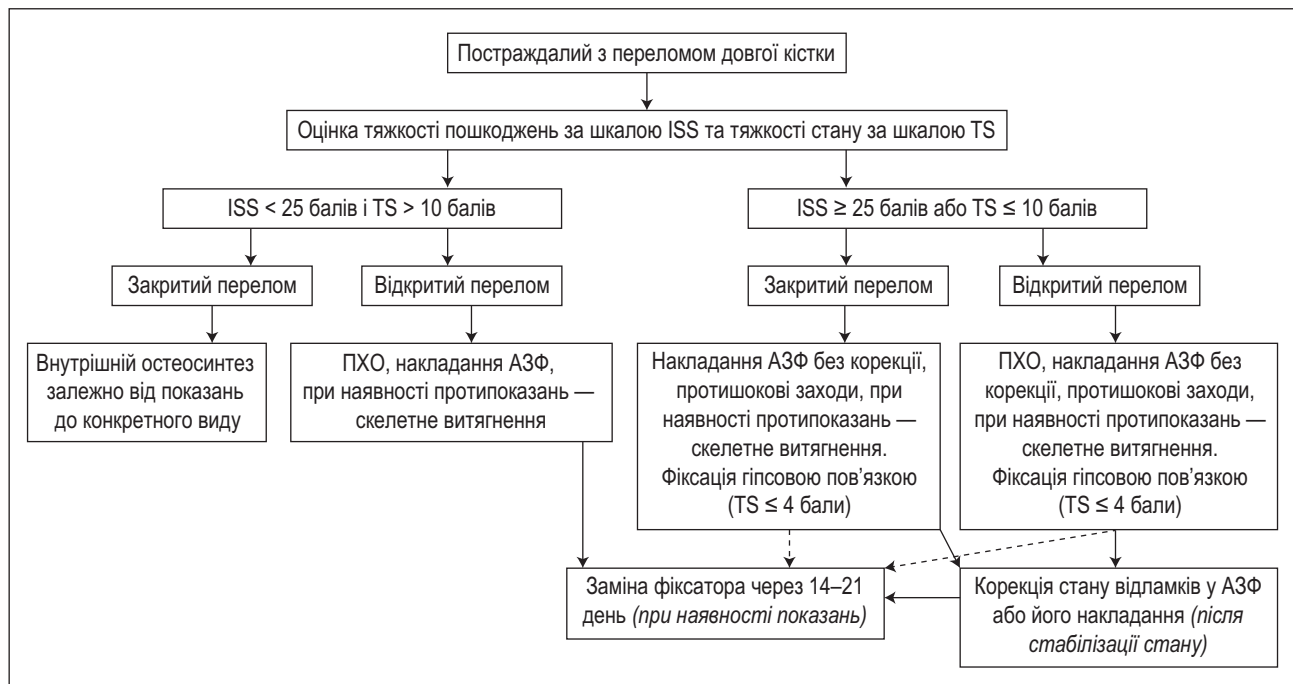 Постраждалий з переломом довгої кістки
Оцінка тяжкості пошкоджень за шкалою ISS та тяжкості стану за шкалою TS
ISS < 25 балів і TS > 10 балів
ISS ≥ 25 балів або TS ≤ 10 балів
Закритий перелом
Відкритий перелом
Закритий перелом
Відкритий перелом
Внутрішній остеосинтез
залежно від показань
до конкретного виду
ПХО, накладання АЗФ,
при наявності протипоказань —
скелетне витягнення
Накладання АЗФ без корекції,
протишокові заходи, при
наявності протипоказань —
скелетне витягнення.
Фіксація гіпсовою пов’язкою
(TS ≤ 4 бали)
ПХО, накладання АЗФ без
корекції, протишокові заходи,
при наявності протипоказань —
скелетне витягнення.
Фіксація гіпсовою пов’язкою
(TS ≤ 4 бали)
Заміна фіксатора через 14–21
день (при наявності показань)
Корекція стану відламків у АЗФ
або його накладання (після
стабілізації стану)